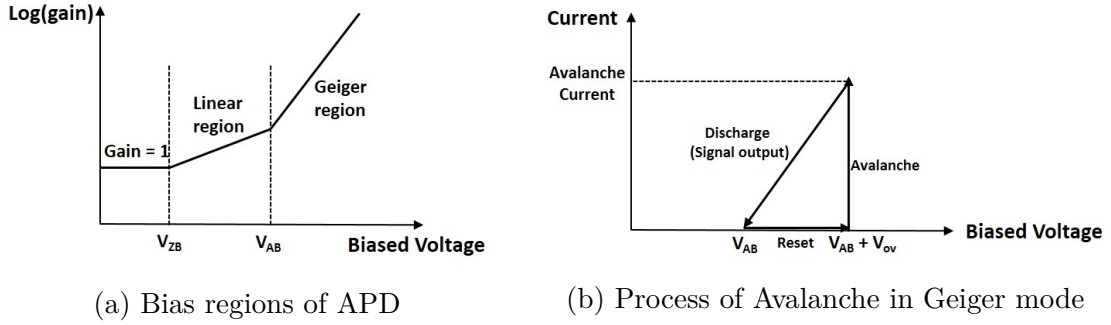 Log(gain)
Linear
region
Geiger
region
Gain = 1
V_ZB
V_AB
Biased Voltage
(a) Bias regions of APD
Current
Avalanche
Current
Discharge
(Signal output)
Avalanche
V_AB
Reset
V_AB + V_ov
Biased Voltage
(b) Process of Avalanche in Geiger mode